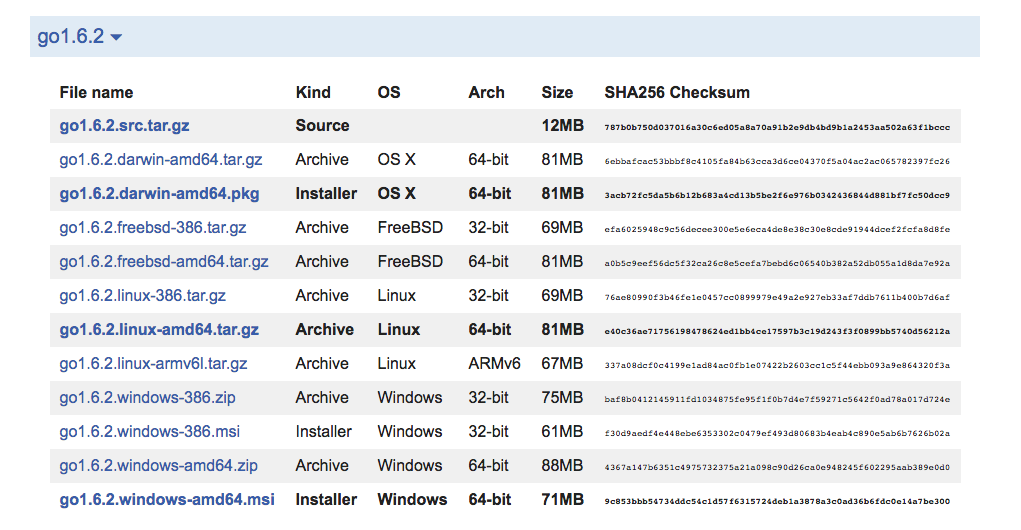 go1.6.2
File name Kind OS Arch Size SHA256 Checksum
go1.6.2.src.tar.gz Source 12MB 787b0b750d037016a30c6ed05a8a70a91b2e9db4bd9b1a2453aa502a63f1bccc
go1.6.2.darwin-amd64.tar.gz Archive OS X 64-bit 81MB 6ebbafcac53bbbf8c4105fa84b63cca3d6ce04370f5a04ac2ac065782397fc26
go1.6.2.darwin-amd64.pkg Installer OS X 64-bit 81MB 3acb72fc5da5b6b12b683a4cd13b5be2f6e976b0342436844d881bf7fc50dcc9
go1.6.2.freebsd-386.tar.gz Archive FreeBSD 32-bit 69MB efa6025948c9c56decee300e5e6eca4de8e38c30e8cde91944dcef2fcfa8d8fe
go1.6.2.freebsd-amd64.tar.gz Archive FreeBSD 64-bit 81MB a0b5c9eef56dc5f32ca26c8e5cefa7bebd6c06540b382a52db055a1d8da7e92a
go1.6.2.linux-386.tar.gz Archive Linux 32-bit 69MB 76ae80990f3b46fe1e0457cc0899979e49a2e927eb33af7ddb7611b400b7d6af
go1.6.2.linux-amd64.tar.gz Archive Linux 64-bit 81MB e40c36ae71756198478624ed1bb4ce17597b3c19d243f3f0899bb5740d56212a
go1.6.2.linux-armv6l.tar.gz Archive Linux ARMv6 67MB 337a08dcf0c4199e1ad84ac0fb1e07422b2603cc1c5f44ebb093a9e864320f3a
go1.6.2.windows-386.zip Archive Windows 32-bit 75MB baf8b0412145911fd1034875fe95f1f0b7d4e7f59271c5642f0ad78a017d724e
go1.6.2.windows-386.msi Installer Windows 32-bit 61MB f30d9aedf4e448ebe6353302c0479ef493d80683b4eab4c890e5ab6b7626b02a
go1.6.2.windows-amd64.zip Archive Windows 64-bit 88MB 4367a147b6351c4975732375a21a098c90d26ca0e948245f602295aab389e0d0
go1.6.2.windows-amd64.msi Installer Windows 64-bit 71MB 9c853bbb54734ddc54c1d57f6315724deb1a3878a3c0ad36b6fdc0e14a7be300